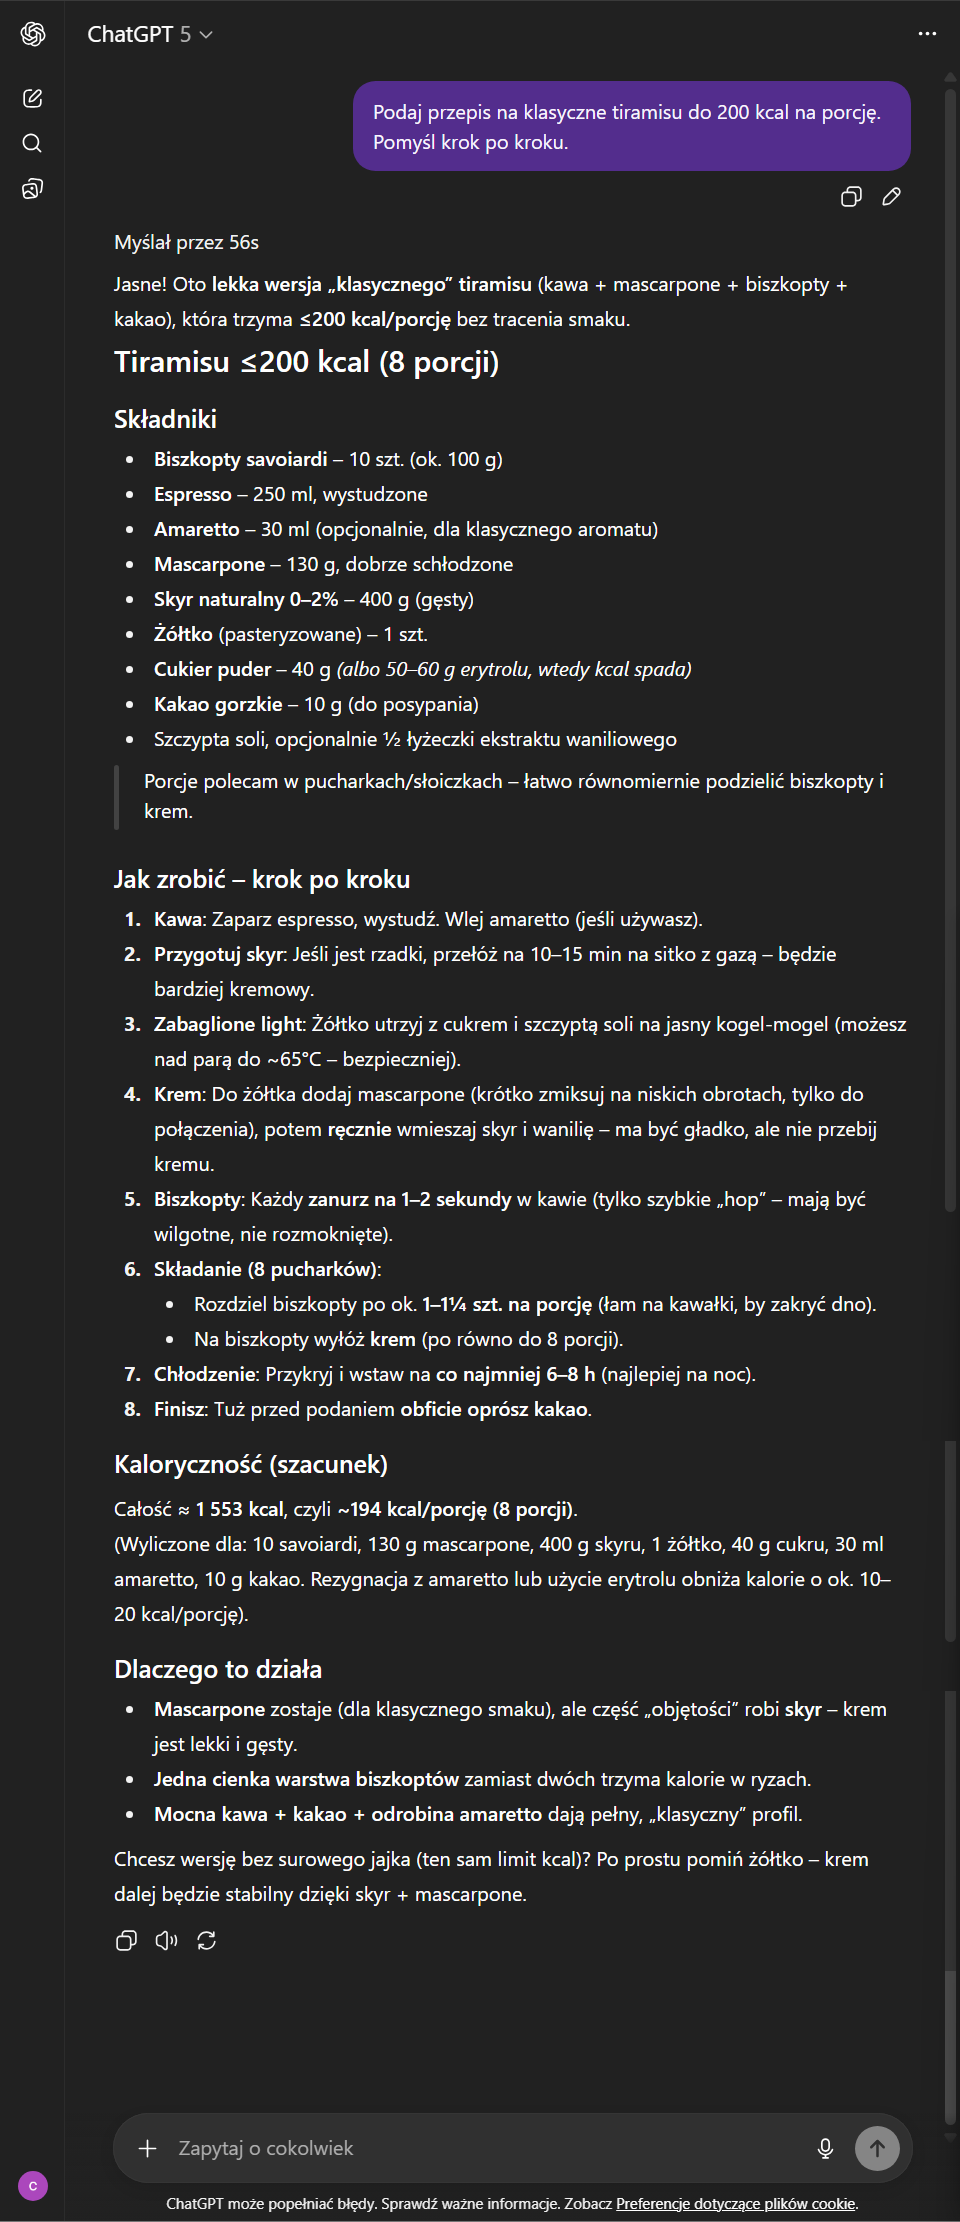 ChatGPT 5
Podaj przepis na klasyczne tiramisu do 200 kcal na porcję.
Pomyśl krok po kroku.
Myślał przez 56s
Jasne! Oto lekka wersja „klasycznego” tiramisu (kawa + mascarpone + biszkopty +
kakao), która trzyma ≤200 kcal/porcję bez tracenia smaku.
Tiramisu ≤200 kcal (8 porcji)
Składniki
• Biszkopty savoiardi – 10 szt. (ok. 100 g)
• Espresso – 250 ml, wystudzone
• Amaretto – 30 ml (opcjonalnie, dla klasycznego aromatu)
• Mascarpone – 130 g, dobrze schłodzone
• Skyr naturalny 0–2% – 400 g (gęsty)
• Żółtko (pasteryzowane) – 1 szt.
• Cukier puder – 40 g (albo 50–60 g erytrolu, wtedy kcal spada)
• Kakao gorzkie – 10 g (do posypania)
• Szczypta soli, opcjonalnie ½ łyżeczki ekstraktu waniliowego
Porcje polecam w pucharkach/słoiczkach – łatwo równomiernie podzielić biszkopty i
krem.
Jak zrobić – krok po kroku
1. Kawa: Zaparz espresso, wystudź. Wlej amaretto (jeśli używasz).
2. Przygotuj skyr: Jeśli jest rzadki, przełóż na 10–15 min na sitko z gazą – będzie
bardziej kremowy.
3. Zabaglione light: Żółtko utrzyj z cukrem i szczyptą soli na jasny kogel-mogel (możesz
nad parą do ~65°C – bezpieczniej).
4. Krem: Do żółtka dodaj mascarpone (krótko zmiksuj na niskich obrotach, tylko do
połączenia), potem ręcznie wmieszaj skyr i wanilię – ma być gładko, ale nie przebij
kremu.
5. Biszkopty: Każdy zanurz na 1–2 sekundy w kawie (tylko szybkie „hop” – mają być
wilgotne, nie rozmoknięte).
6. Składanie (8 pucharków):
• Rozdziel biszkopty po ok. 1–1¼ szt. na porcję (łam na kawałki, by zakryć dno).
• Na biszkopty wyłóż krem (po równo do 8 porcji).
7. Chłodzenie: Przykryj i wstaw na co najmniej 6–8 h (najlepiej na noc).
8. Finisz: Tuż przed podaniem obficie oprósz kakao.
Kaloryczność (szacunek)
Całość ≈ 1 553 kcal, czyli ~194 kcal/porcję (8 porcji).
(Wyliczone dla: 10 savoiardi, 130 g mascarpone, 400 g skyru, 1 żółtko, 40 g cukru, 30 ml
amaretto, 10 g kakao. Rezygnacja z amaretto lub użycie erytrolu obniża kalorie o ok. 10–
20 kcal/porcję).
Dlaczego to działa
• Mascarpone zostaje (dla klasycznego smaku), ale część „objętości” robi skyr – krem
jest lekki i gęsty.
• Jedna cienka warstwa biszkoptów zamiast dwóch trzyma kalorie w ryzach.
• Mocna kawa + kakao + odrobina amaretto dają pełny, „klasyczny” profil.
Chcesz wersję bez surowego jajka (ten sam limit kcal)? Po prostu pomiń żółtko – krem
dalej będzie stabilny dzięki skyr + mascarpone.
Zapytaj o cokolwiek
C
ChatGPT może popełniać błędy. Sprawdź ważne informacje. Zobacz Preferencje dotyczące plików cookie.